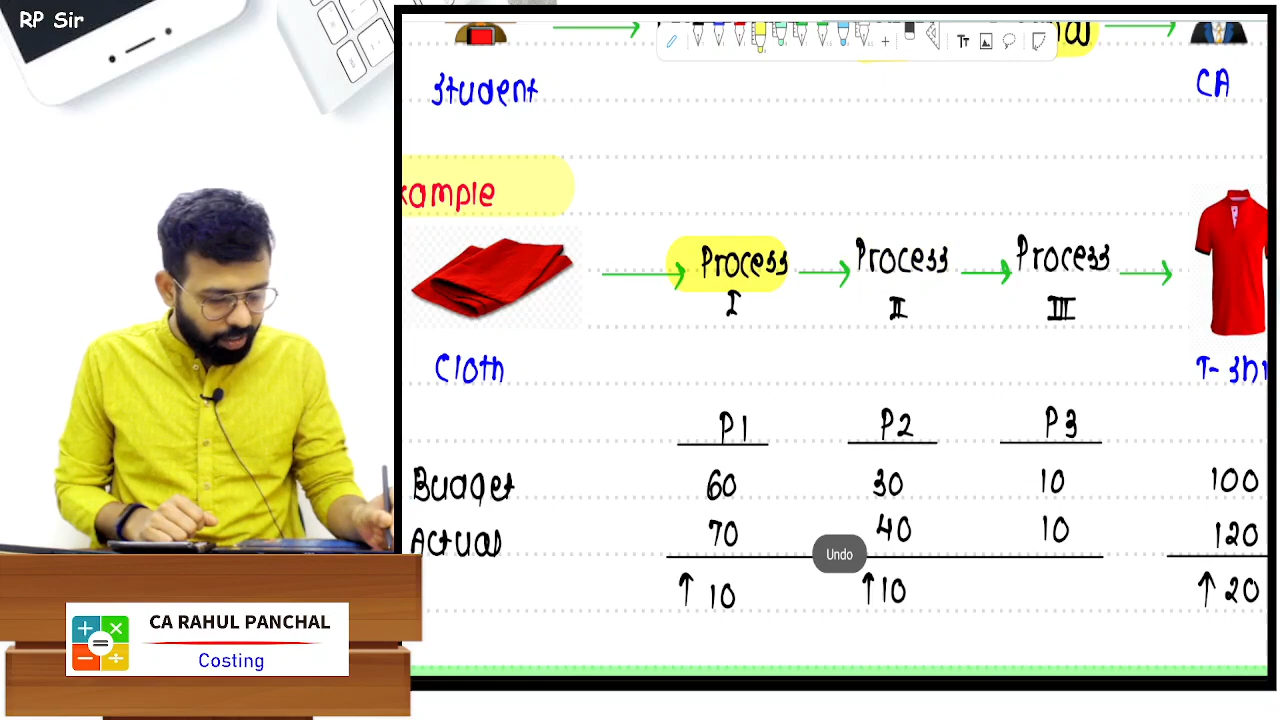 RP Sir
Student
CA
xample
Process
I
Process
II
Process
III
Cloth
P1 P2 P3
Budget 60 30 10 100
Actual 70 40 10 120
Undo
↑ 10 ↑ 10 ↑ 20
CA RAHUL PANCHAL
Costing